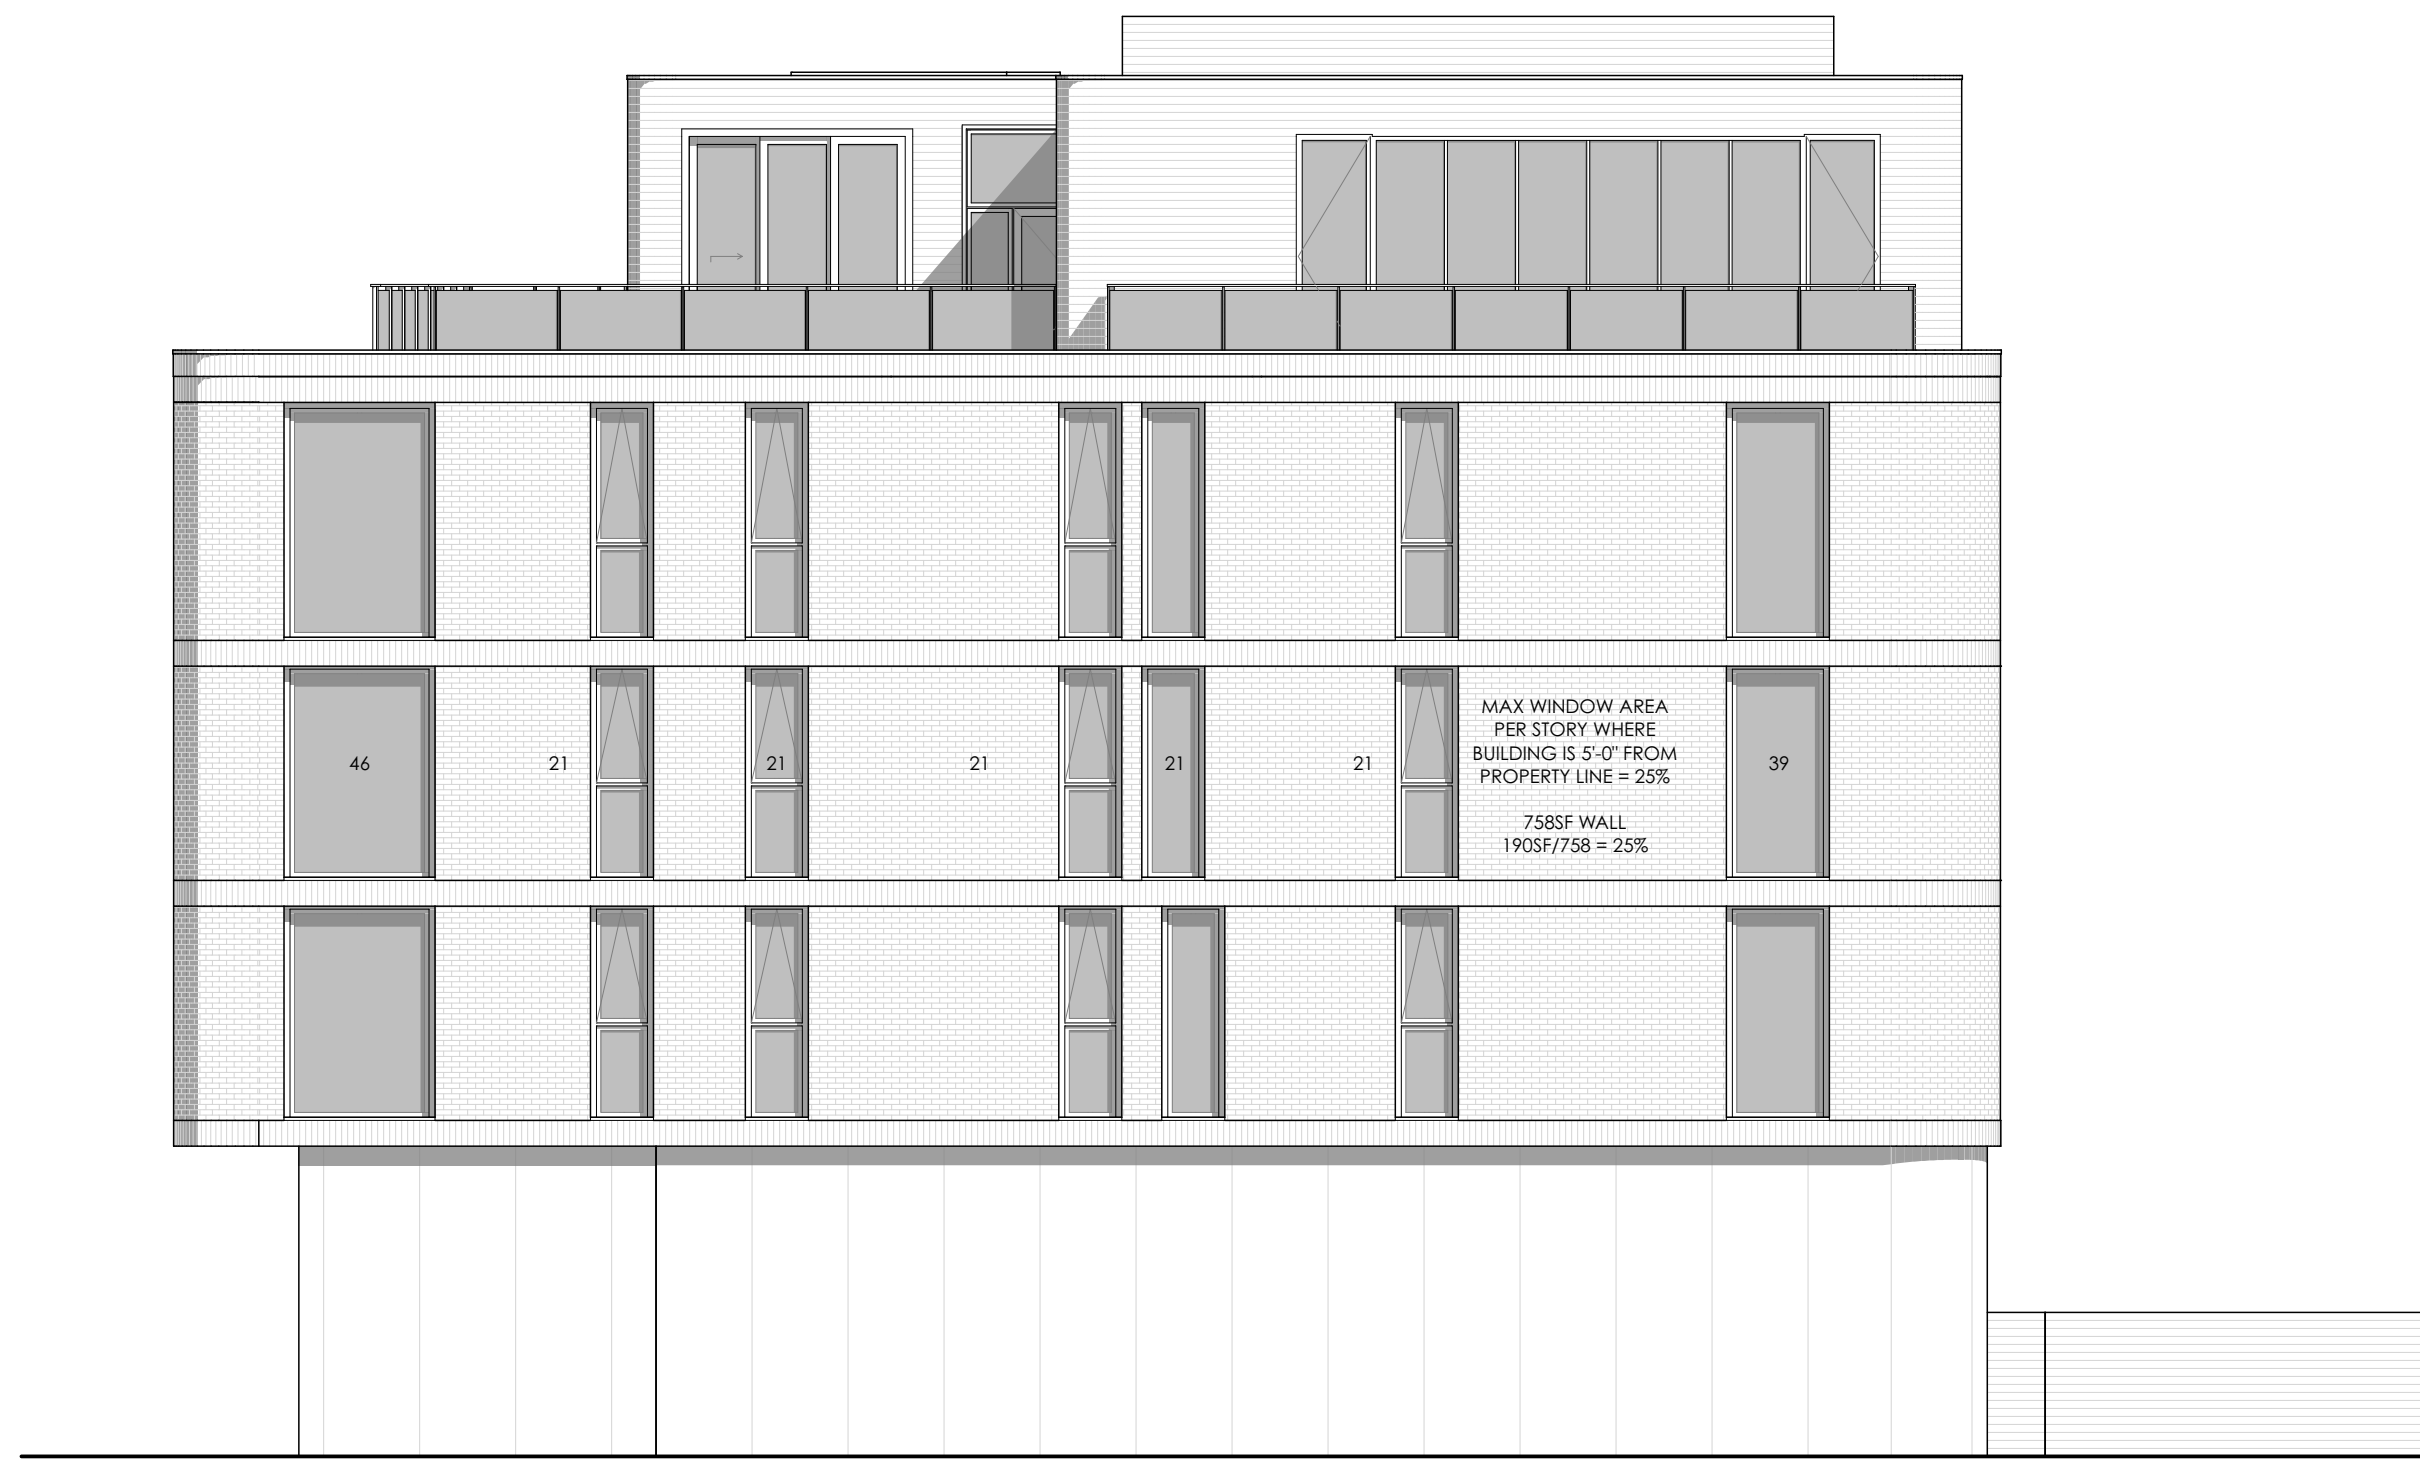 46
21
21
21
21
21
MAX WINDOW AREA
PER STORY WHERE
BUILDING IS 5'-0" FROM
PROPERTY LINE = 25%
758SF WALL
190SF/758 = 25%
39